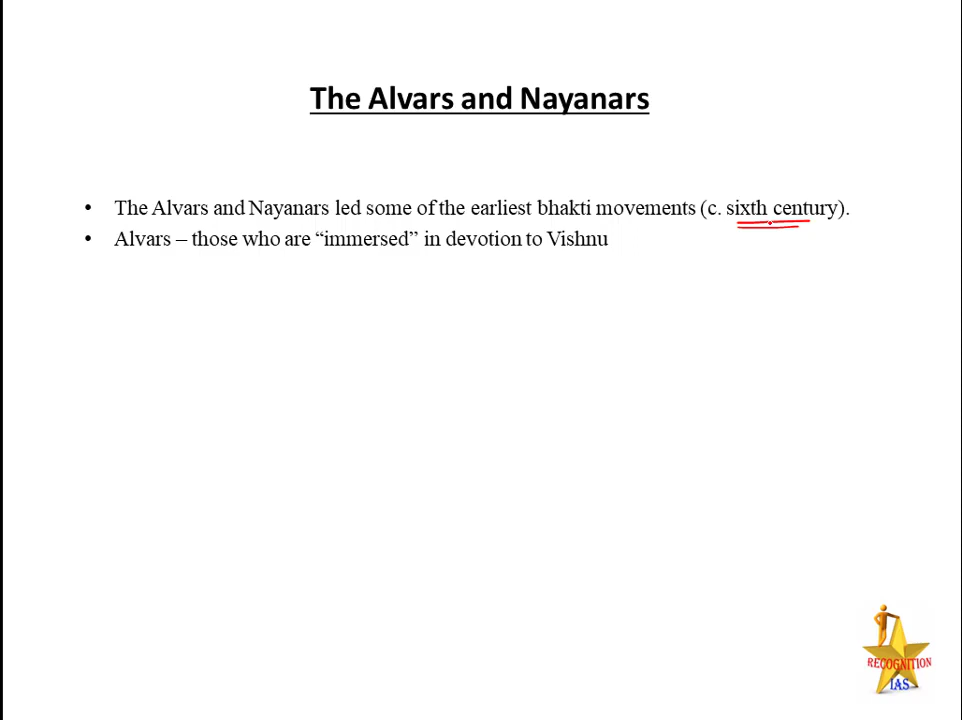 The Alvars and Nayanars
• The Alvars and Nayanars led some of the earliest bhakti movements (c. sixth century).
• Alvars – those who are “immersed” in devotion to Vishnu
RECOGNITION
IAS